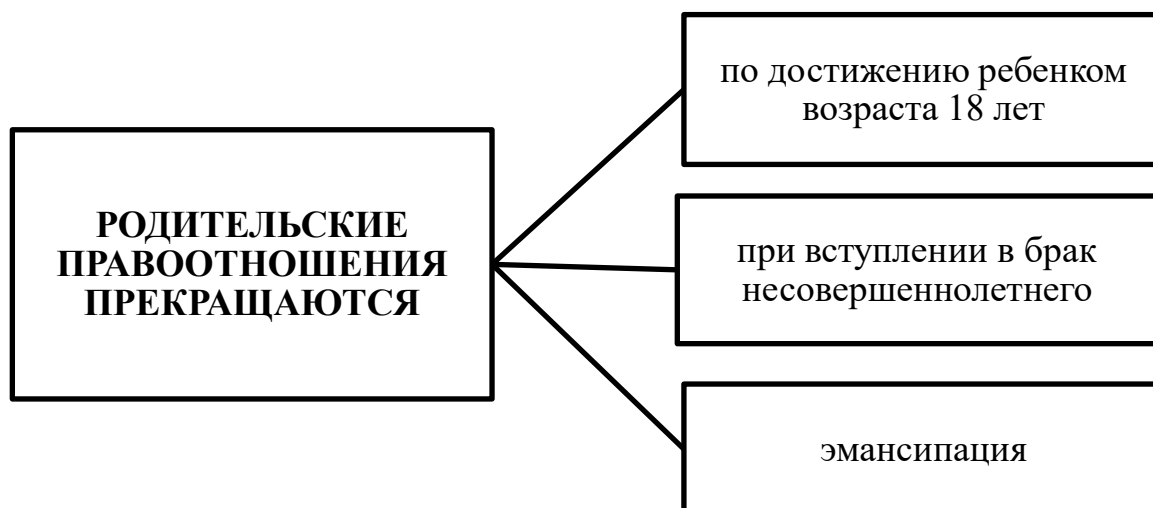 РОДИТЕЛЬСКИЕ
ПРАВООТНОШЕНИЯ
ПРЕКРАЩАЮТСЯ
по достижению ребенком
возраста 18 лет
при вступлении в брак
несовершеннолетнего
эмансипация